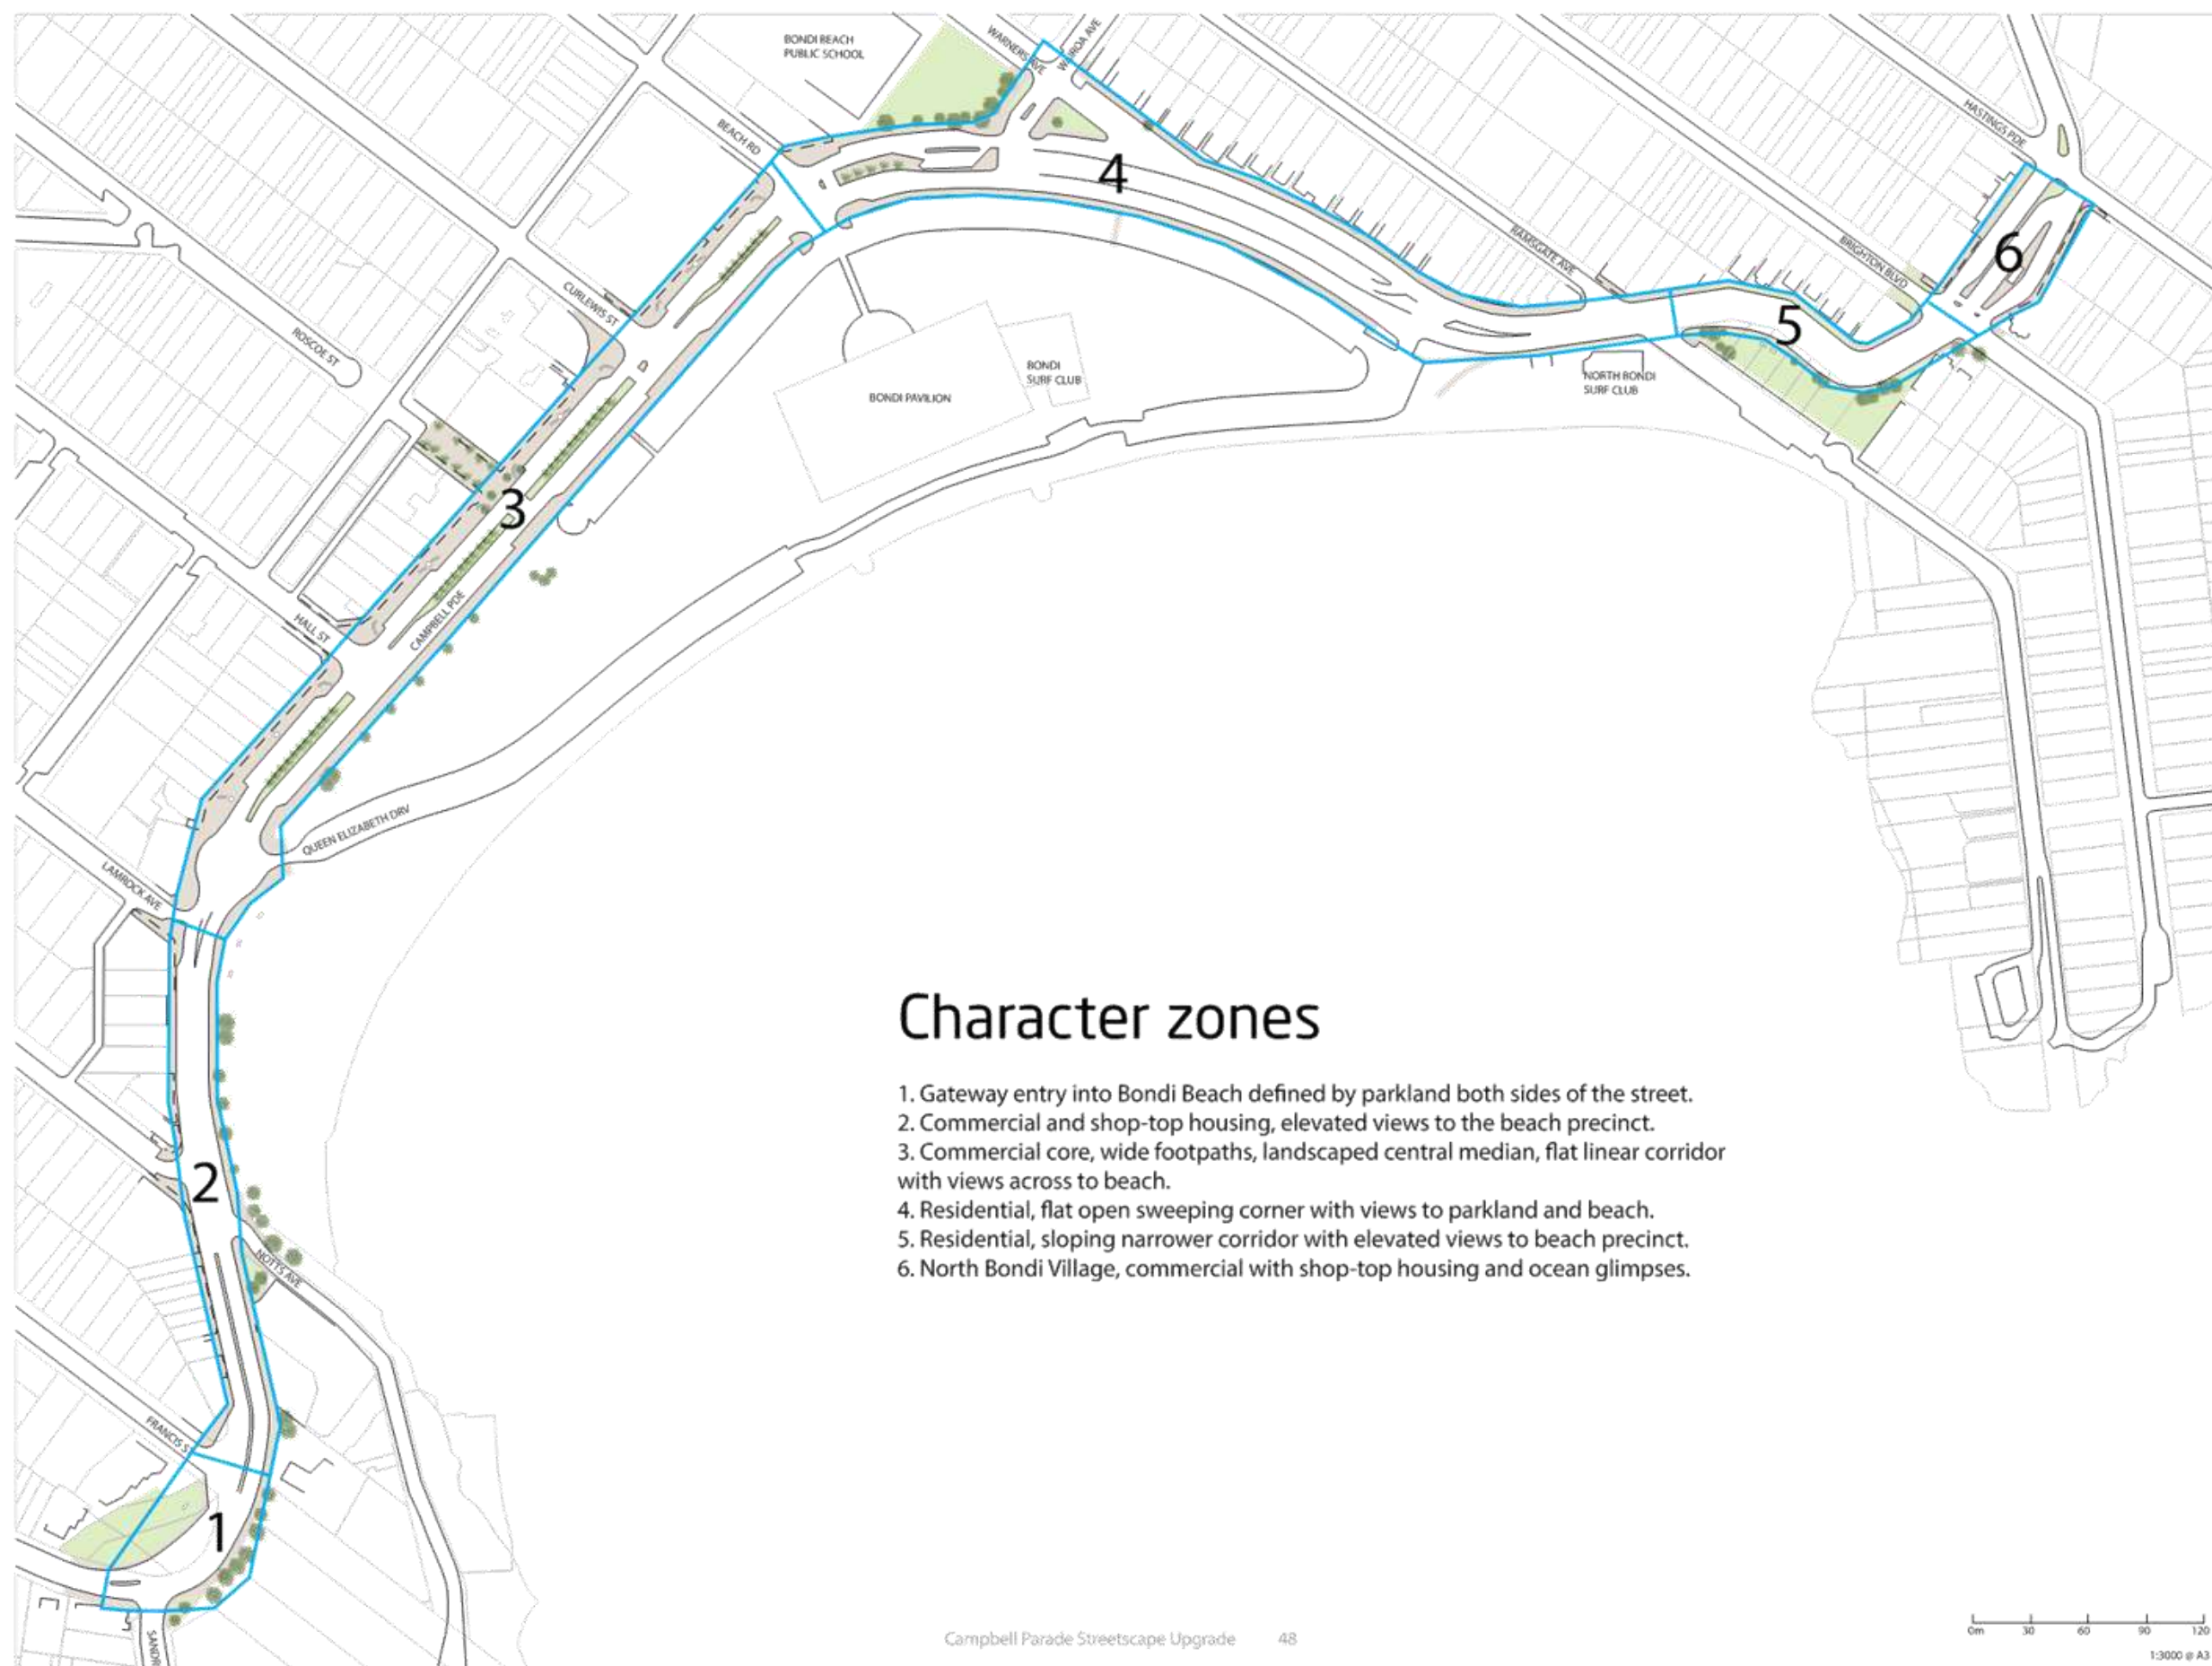 BONDI BEACH
PUBLIC SCHOOL
WARNERS AVE
HASTINGS PDE
BEACH RD
4
RAMSGATE AVE
BRIGHTON BLVD
6
CURLEWIS ST
5
ROSCOE ST
BONDI
SURF CLUB
BONDI PAVILION
NORTH BONDI
SURF CLUB
3
HALL ST
CAMPBELL PDE
QUEEN ELIZABETH DRV
LAMROCK AVE
Character zones
1. Gateway entry into Bondi Beach defined by parkland both sides of the street.
2. Commercial and shop-top housing, elevated views to the beach precinct.
3. Commercial core, wide footpaths, landscaped central median, flat linear corridor
with views across to beach.
4. Residential, flat open sweeping corner with views to parkland and beach.
5. Residential, sloping narrower corridor with elevated views to beach precinct.
6. North Bondi Village, commercial with shop-top housing and ocean glimpses.
2
NOTTS AVE
FRANCIS S
1
Campbell Parade Streetscape Upgrade 48
0m 30 60 90 120
1:3000 @ A3